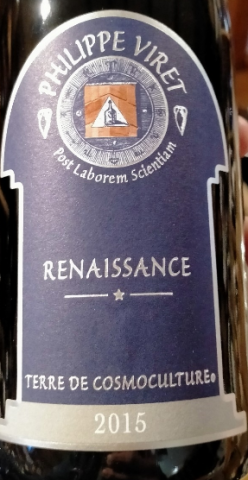 PHILIPPE VIRET
Post Laborem Scientiam
RENAISSANCE
TERRE DE COSMOCULTURE®
2015